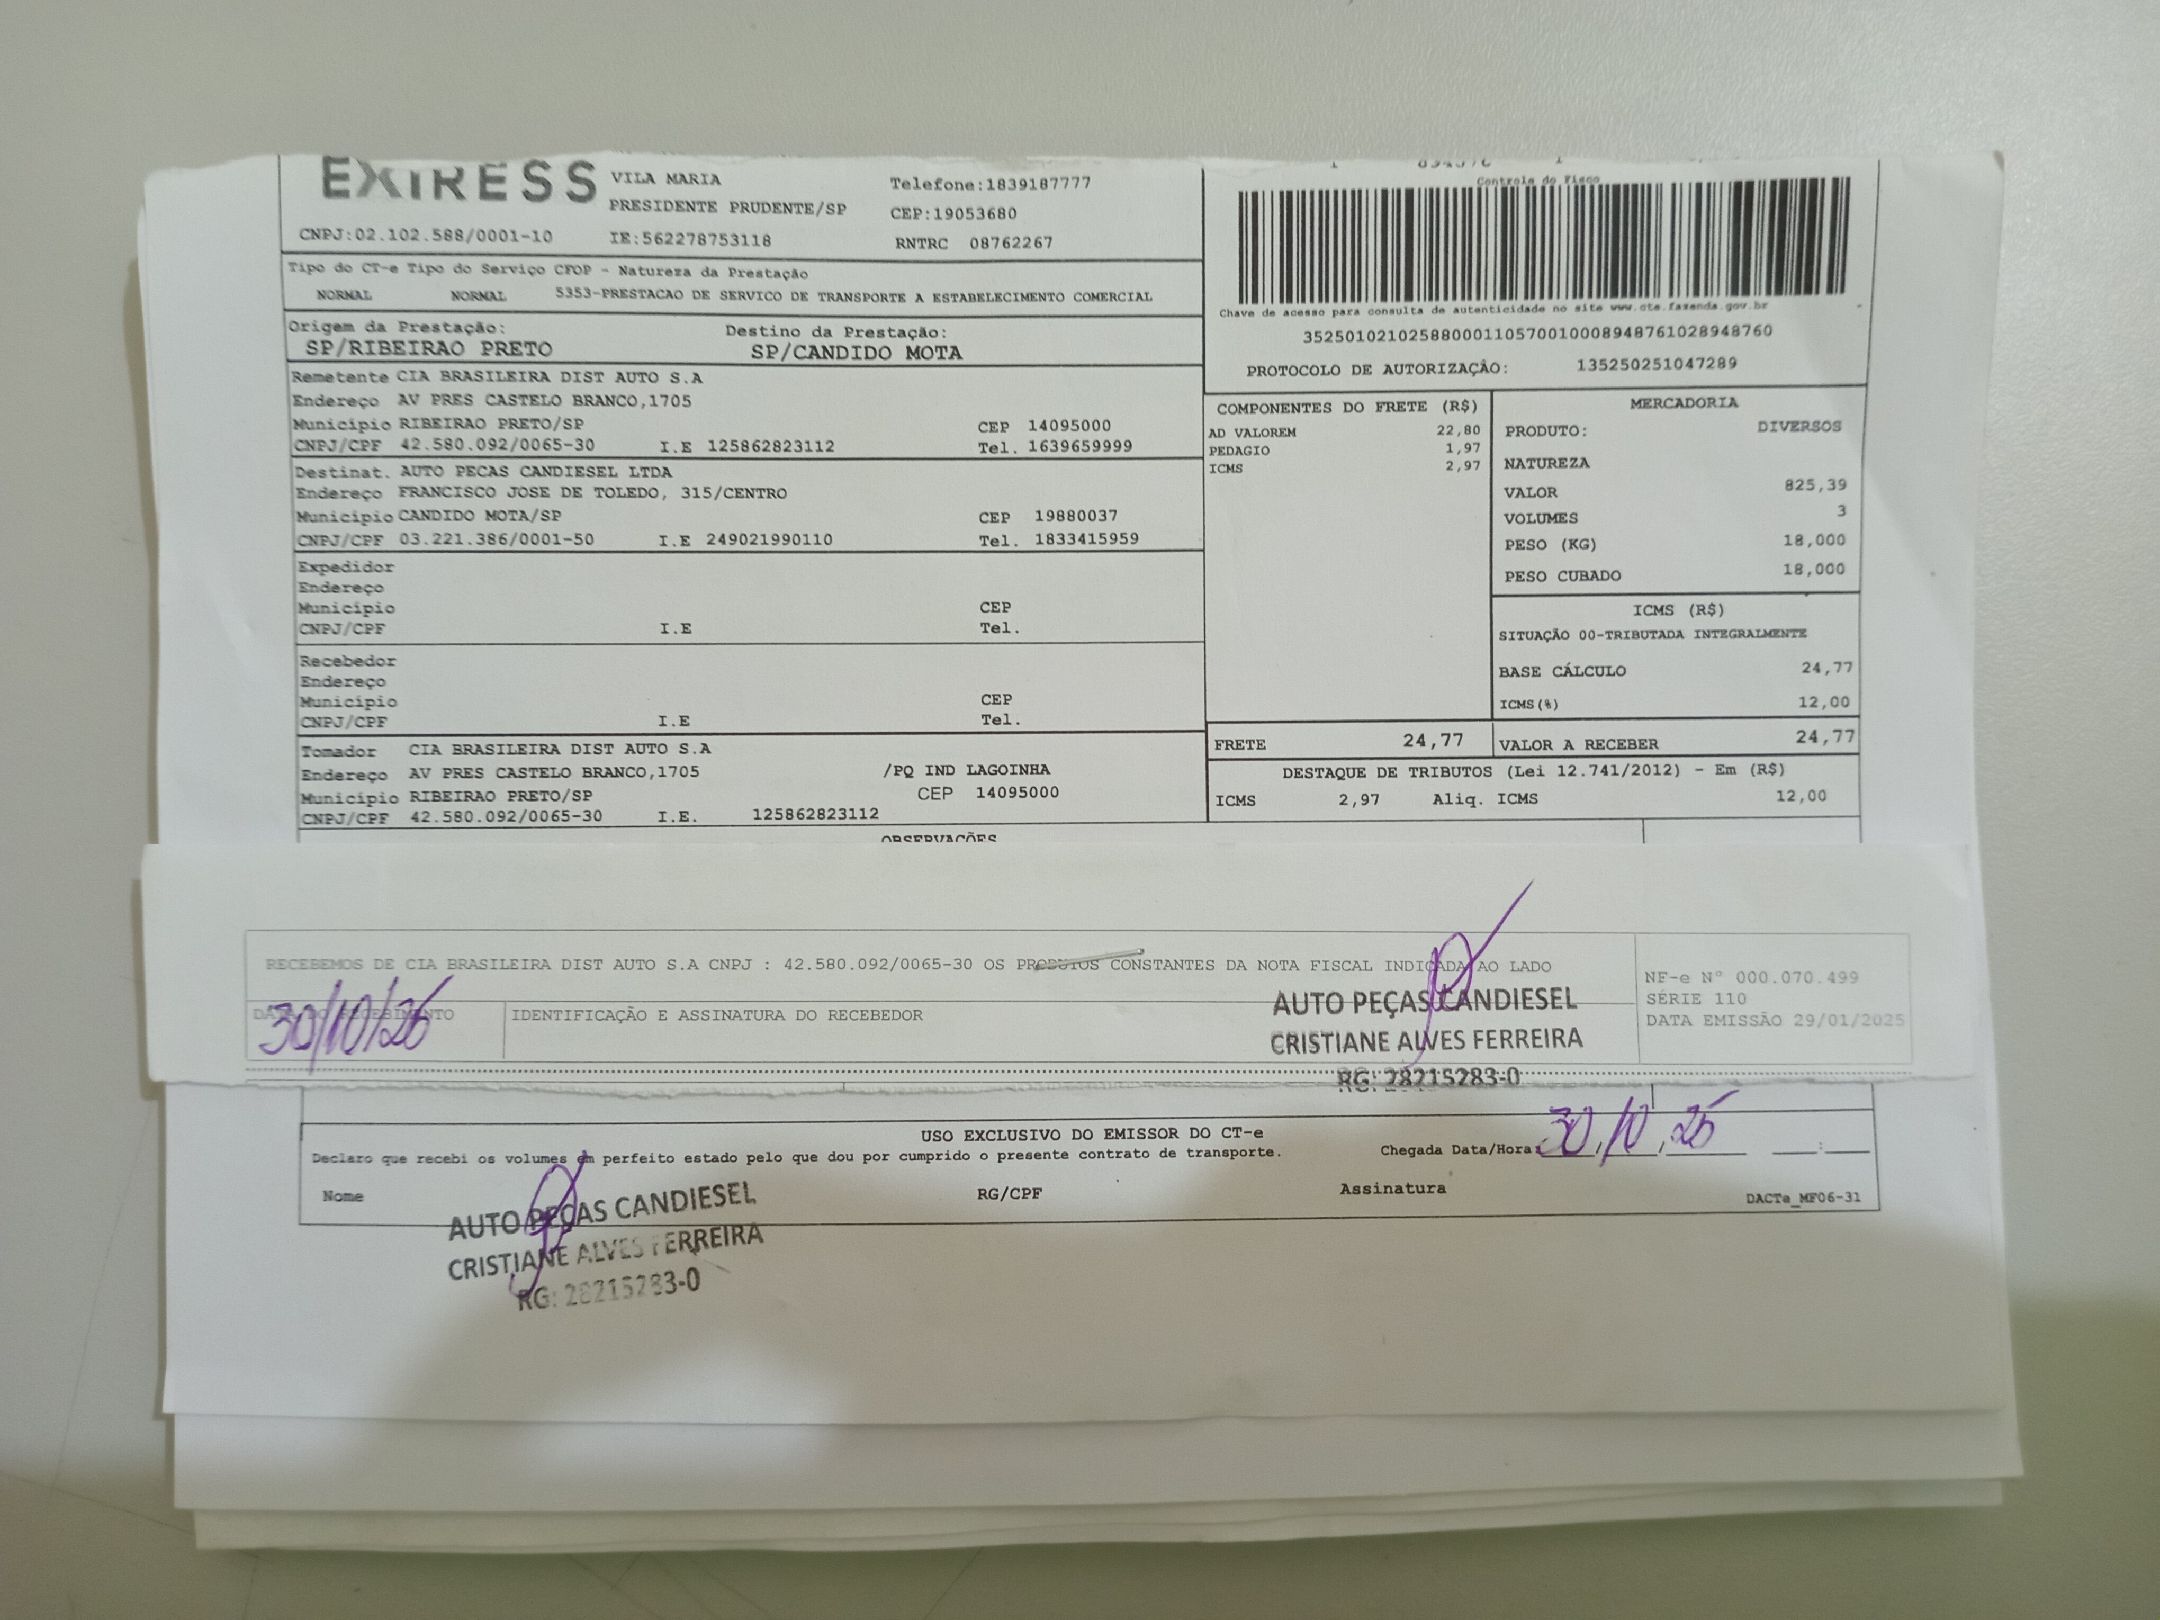 EXPRESS
VILA MARIA
Telefone:1839187777
PRESIDENTE PRUDENTE/SP
CEP:19053680
CNPJ:02.102.588/0001-10 IE:562278753118
RNTRC 08762267
Controle do Fisco
Chave de acesso para consulta de autenticidade no site www.cte.fazenda.gov.br
35250102102588000110570010008948761028948760
PROTOCOLO DE AUTORIZAÇÃO: 135250251047289
Tipo do CT-e Tipo do Serviço CFOP - Natureza da Prestação
NORMAL NORMAL 5353-PRESTACAO DE SERVICO DE TRANSPORTE A ESTABELECIMENTO COMERCIAL
Origem da Prestação: Destino da Prestação:
SP/RIBEIRAO PRETO SP/CANDIDO MOTA
Remetente CIA BRASILEIRA DIST AUTO S.A
Endereço AV PRES CASTELO BRANCO,1705
Município RIBEIRAO PRETO/SP CEP 14095000
CNPJ/CPF 42.580.092/0065-30 I.E 125862823112 Tel. 1639659999
Destinat. AUTO PECAS CANDIESEL LTDA
Endereço FRANCISCO JOSE DE TOLEDO, 315/CENTRO
Município CANDIDO MOTA/SP CEP 19880037
CNPJ/CPF 03.221.386/0001-50 I.E 249021990110 Tel. 1833415959
Expedidor
Endereço
Município CEP
CNPJ/CPF I.E Tel.
Recebedor
Endereço
Município CEP
CNPJ/CPF I.E Tel.
Tomador CIA BRASILEIRA DIST AUTO S.A
Endereço AV PRES CASTELO BRANCO,1705 /PQ IND LAGOINHA
Município RIBEIRAO PRETO/SP CEP 14095000
CNPJ/CPF 42.580.092/0065-30 I.E. 125862823112
COMPONENTES DO FRETE (R$)
AD VALOREM 22,80
PEDAGIO 1,97
ICMS 2,97
MERCADORIA
PRODUTO: DIVERSOS
NATUREZA
VALOR 825,39
VOLUMES 3
PESO (KG) 18,000
PESO CUBADO 18,000
ICMS (R$)
SITUAÇÃO 00-TRIBUTADA INTEGRALMENTE
BASE CÁLCULO 24,77
ICMS(%) 12,00
FRETE 24,77 VALOR A RECEBER 24,77
DESTAQUE DE TRIBUTOS (Lei 12.741/2012) - Em (R$)
ICMS 2,97 Aliq. ICMS 12,00
OBSERVAÇÕES
RECEBEMOS DE CIA BRASILEIRA DIST AUTO S.A CNPJ : 42.580.092/0065-30 OS PRODUTOS CONSTANTES DA NOTA FISCAL INDICADA AO LADO
NF-e N° 000.070.499
SÉRIE 110
DATA EMISSÃO 29/01/2025
DATA DO RECEBIMENTO IDENTIFICAÇÃO E ASSINATURA DO RECEBEDOR
30/10/25
AUTO PEÇAS CANDIESEL
CRISTIANE ALVES FERREIRA
RG: 28215283-0
USO EXCLUSIVO DO EMISSOR DO CT-e
Declaro que recebi os volumes em perfeito estado pelo que dou por cumprido o presente contrato de transporte.
Chegada Data/Hora: 30/10/25 :
Nome RG/CPF Assinatura
DACTe_MF06-31
AUTO PEÇAS CANDIESEL
CRISTIANE ALVES FERREIRA
RG: 28215283-0